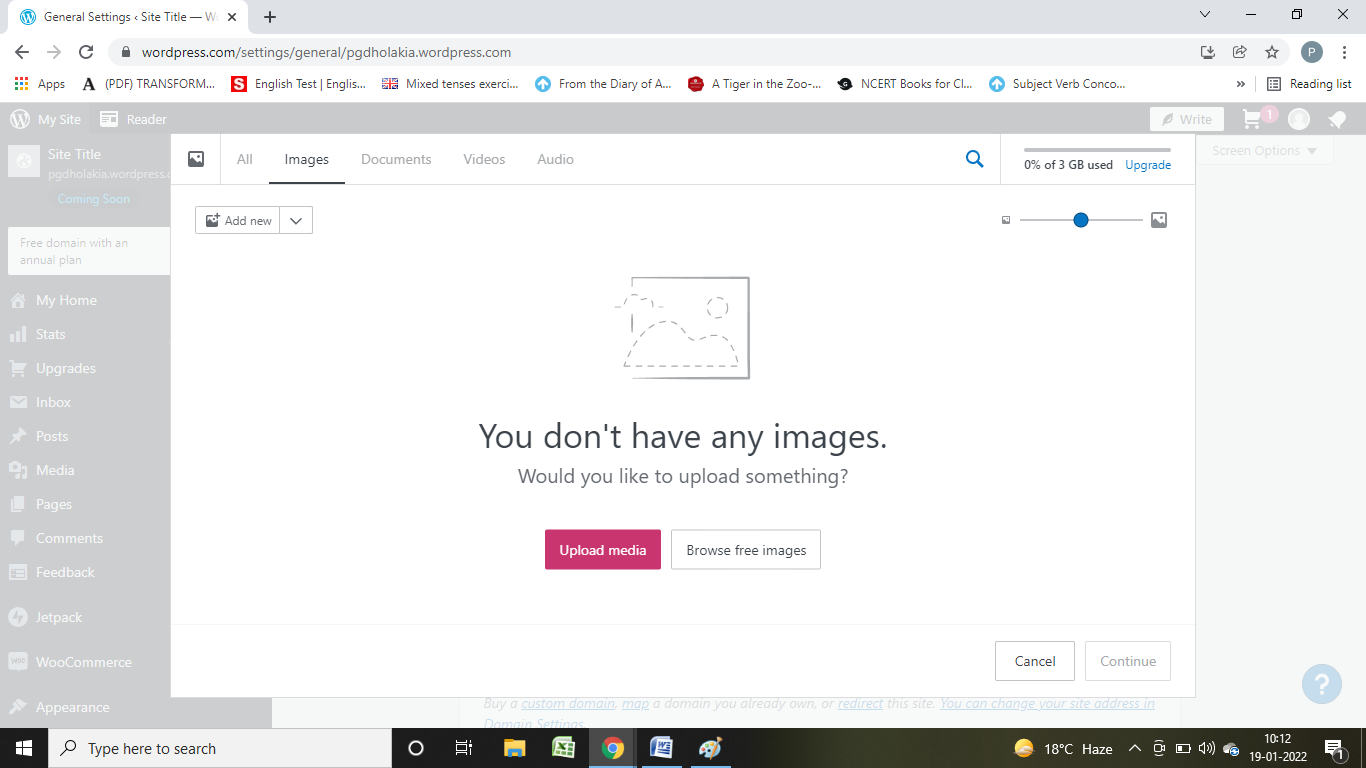 General Settings ‹ Site Title — W
wordpress.com/settings/general/pgdholakia.wordpress.com
P
Apps
A (PDF) TRANSFORM...
S English Test | Englis...
Mixed tenses exerci...
From the Diary of A...
A Tiger in the Zoo-...
NCERT Books for Cl...
Subject Verb Conco...
»
Reading list
My Site
Reader
Write
1
Site Title
pgdholakia.wordpress.c
Coming Soon
Free domain with an
annual plan
My Home
Stats
Upgrades
Inbox
Posts
Media
Pages
Comments
Feedback
Jetpack
WooCommerce
Appearance
All
Images
Documents
Videos
Audio
0% of 3 GB used
Upgrade
Screen Options
Add new
You don't have any images.
Would you like to upload something?
Upload media
Browse free images
Cancel
Continue
?
Buy a custom domain, map a domain you already own, or redirect this site. You can change your site address in
Domain Settings.
Type here to search
18°C Haze
10:12
19-01-2022
1